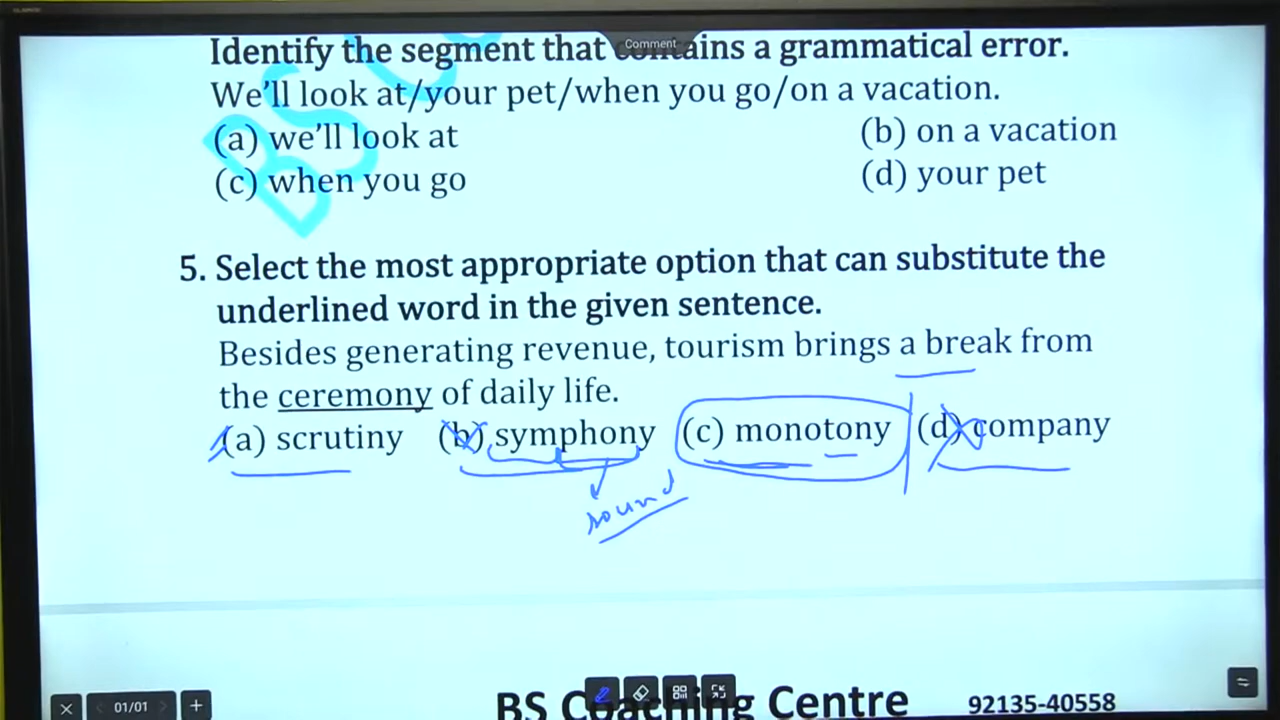 Identify the segment that contains a grammatical error.
Comment
We'll look at/your pet/when you go/on a vacation.
(a) we'll look at (b) on a vacation
(c) when you go (d) your pet
BS
5. Select the most appropriate option that can substitute the
underlined word in the given sentence.
Besides generating revenue, tourism brings a break from
the ceremony of daily life.
(a) scrutiny (b) symphony (c) monotony (d) company
sound
01/01
BS Coaching Centre 92135-40558